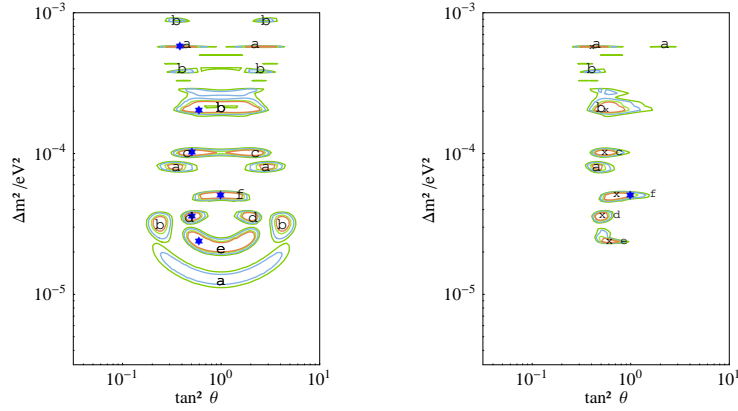 10⁻³
b
b
a
a
b
b
b
10⁻⁴
c
c
a
a
f
d
d
b
b
e
a
10⁻⁵
Δm² /eV²
10⁻¹
10⁰
10¹
tan² θ
10⁻³
a
a
b
b
10⁻⁴
c
a
f
d
e
10⁻⁵
Δm² /eV²
10⁻¹
10⁰
10¹
tan² θ